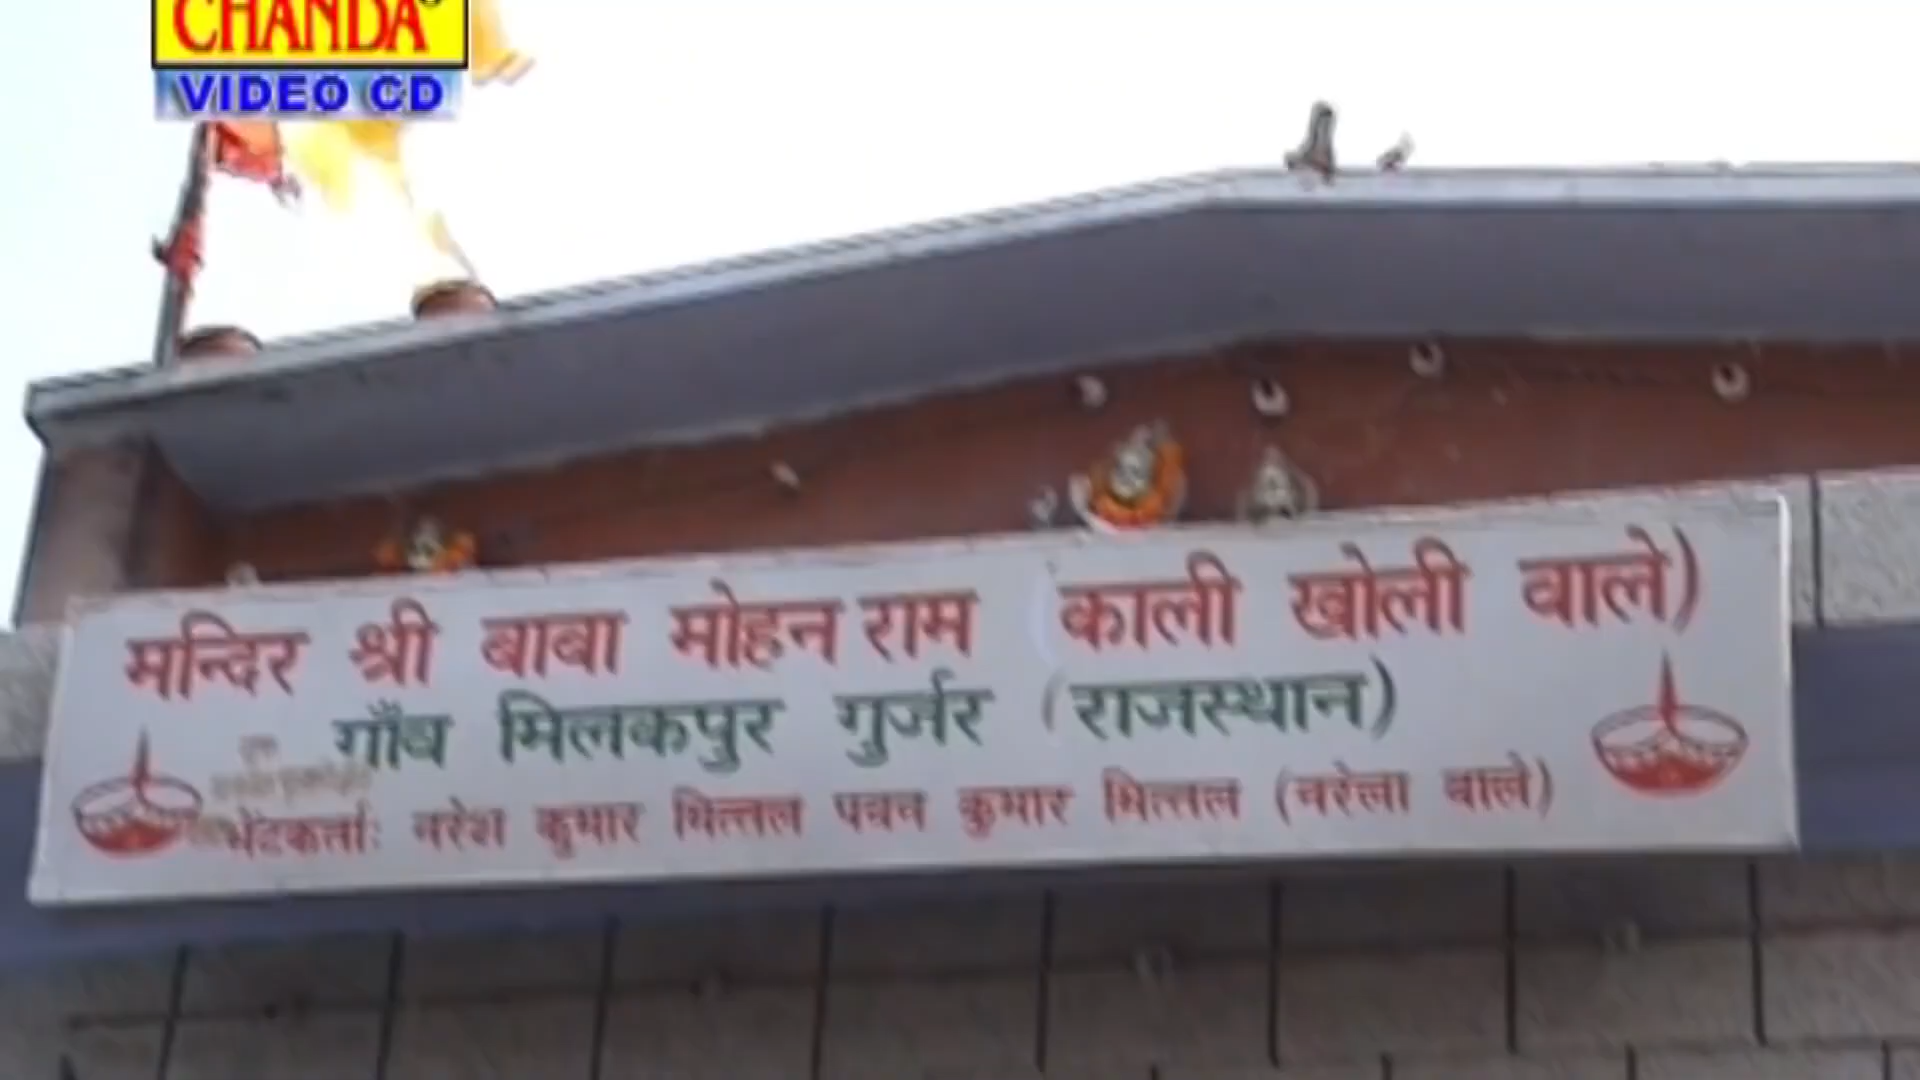 CHANDA
VIDEO CD
मन्दिर श्री बाबा मोहन राम (काली खोली वाले)
गाँव मिलकपुर गुर्जर (राजस्थान)
भेंटकर्ताः नरेश कुमार मित्तल पवन कुमार मित्तल (नरेला वाले)